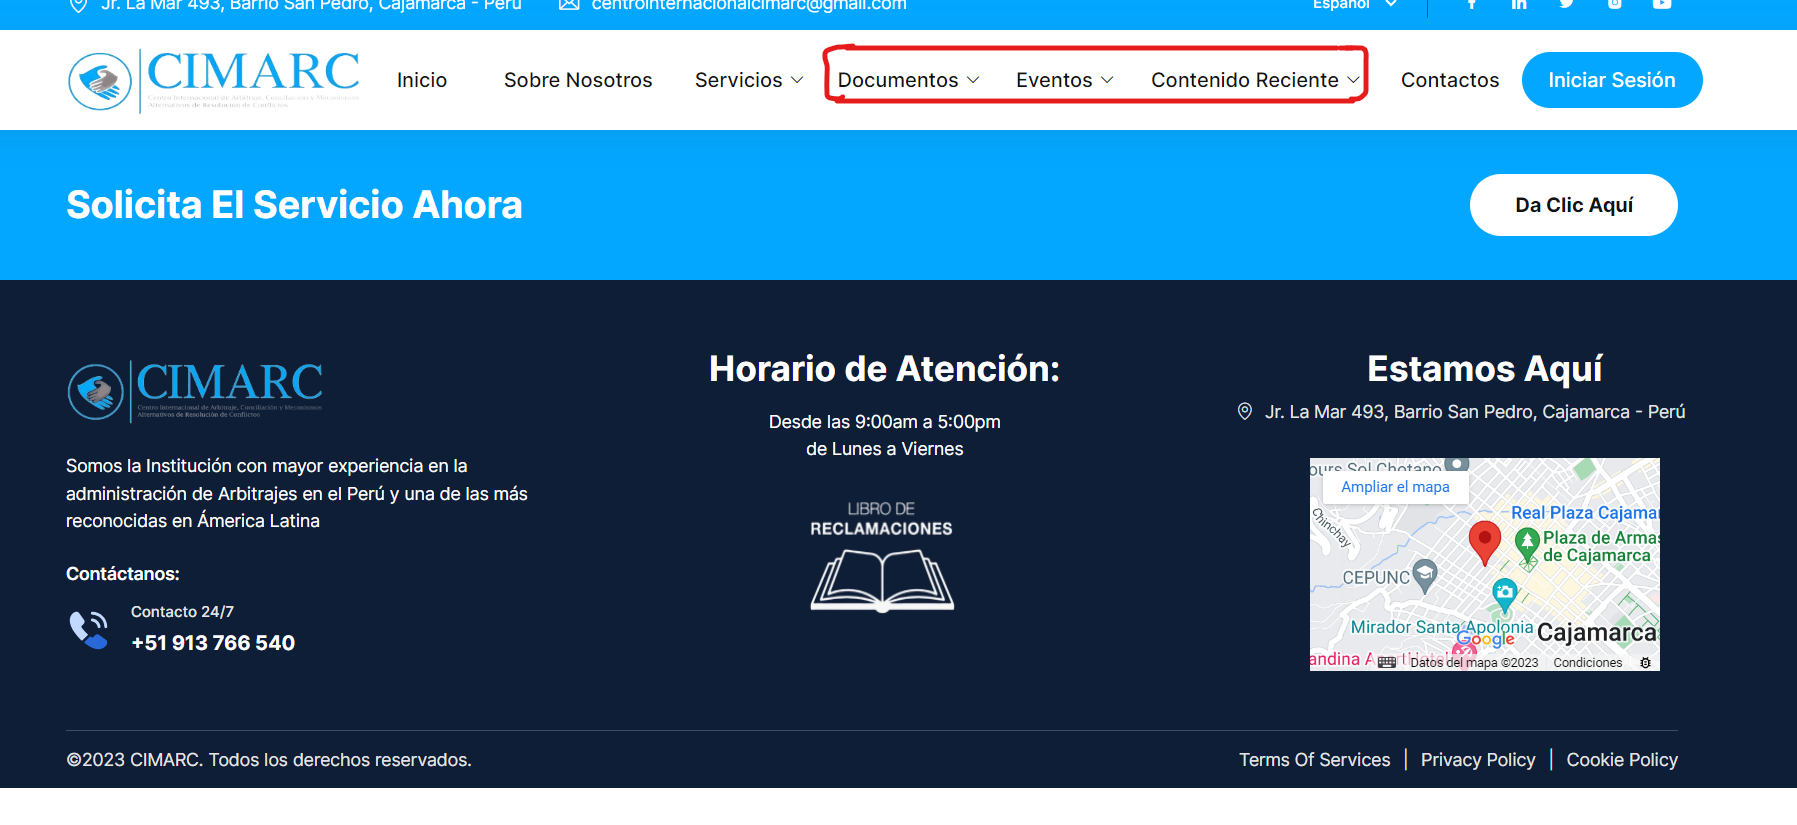 Jr. La Mar 493, Barrio San Pedro, Cajamarca - Perú
centrointernacionalcimarc@gmail.com
Español
CIMARC
Centro Internacional de Arbitraje, Conciliación y Mecanismos
Alternativos de Resolución de Conflictos
Inicio
Sobre Nosotros
Servicios
Documentos
Eventos
Contenido Reciente
Contactos
Iniciar Sesión
Solicita El Servicio Ahora
Da Clic Aquí
CIMARC
Centro Internacional de Arbitraje, Conciliación y Mecanismos
Alternativos de Resolución de Conflictos
Somos la Institución con mayor experiencia en la
administración de Arbitrajes en el Perú y una de las más
reconocidas en América Latina
Contáctanos:
Contacto 24/7
+51 913 766 540
Horario de Atención:
Desde las 9:00am a 5:00pm
de Lunes a Viernes
LIBRO DE
RECLAMACIONES
Estamos Aquí
Jr. La Mar 493, Barrio San Pedro, Cajamarca - Perú
ours Sol Chotano
Ampliar el mapa
Chinchay
Real Plaza Cajamar
Plaza de Armas
de Cajamarca
CEPUNC
Mirador Santa Apolonia
Google
Cajamarca
andina
Datos del mapa ©2023
Condiciones
©2023 CIMARC. Todos los derechos reservados.
Terms Of Services | Privacy Policy | Cookie Policy